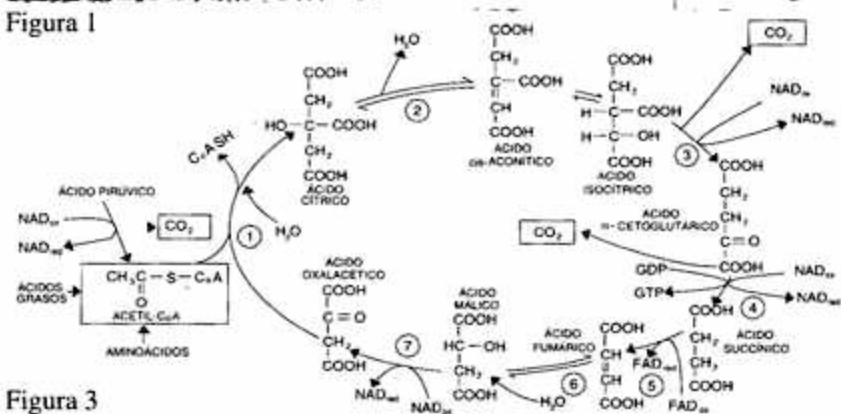 Figura 1
H₂O
CO₂
COOH
CH₂
HO-C-COOH
CH₂
COOH
ÁCIDO
CÍTRICO
②
COOH
CH₂
C-COOH
CH
COOH
ÁCIDO
cis-ACONÍTICO
COOH
CH₂
H-C-COOH
H-C-OH
COOH
ÁCIDO
ISOCÍTRICO
③
NADₒₓ
NADred
COOH
CH₂
CH₂
C=O
COOH
ÁCIDO
α-CETOGLUTÁRICO
CO₂
GDP
GTP
NADₒₓ
NADred
④
CoASH
H₂O
①
ÁCIDO PIRÚVICO
NADₒₓ
NADred
CO₂
CH₃C-S-CoA
O
ACETIL-CoA
ÁCIDOS
GRASOS
AMINOÁCIDOS
ÁCIDO
OXALACÉTICO
COOH
C=O
CH₂
COOH
⑦
NADred
NADₒₓ
ÁCIDO
MÁLICO
COOH
CH-OH
CH₂
COOH
⑥
H₂O
ÁCIDO
FUMÁRICO
COOH
CH
CH
COOH
⑤
FADred
FADₒₓ
COOH
CH₂
CH₂
COOH
ÁCIDO
SUCCÍNICO
Figura 3